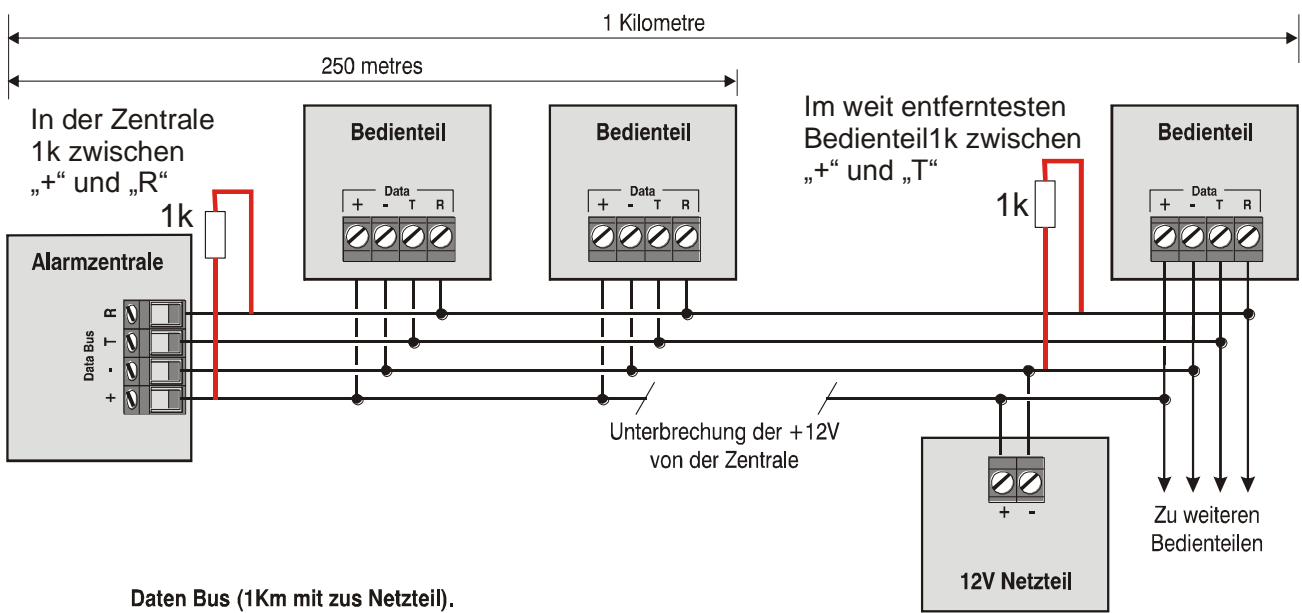 1 Kilometre
250 metres
In der Zentrale
1k zwischen
„+“ und „R“
1k
Bedienteil
Data
+ - T R
Bedienteil
Data
+ - T R
Im weit entferntesten
Bedienteil1k zwischen
„+“ und „T“
1k
Bedienteil
Data
+ - T R
Alarmzentrale
Data Bus
R
T
-
+
Unterbrechung der +12V
von der Zentrale
+ -
12V Netzteil
Zu weiteren
Bedienteilen
Daten Bus (1Km mit zus Netzteil).